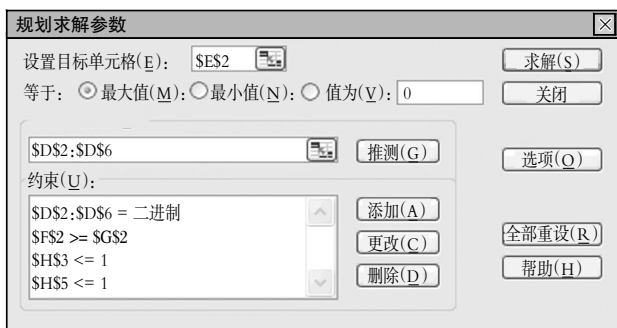 规划求解参数
设置目标单元格(E): $E$2 求解(S)
等于: 最大值(M): 最小值(N): 值为(V): 0 关闭
$D$2:$D$6 推测(G) 选项(O)
约束(U):
$D$2:$D$6 = 二进制 添加(A)
$F$2 >= $G$2 更改(C) 全部重设(R)
$H$3 <= 1 删除(D) 帮助(H)
$H$5 <= 1